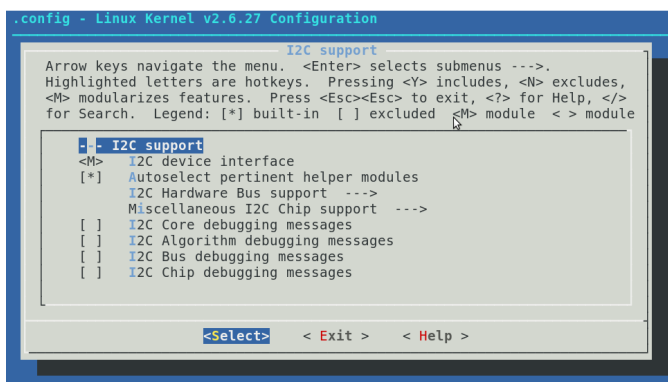 .config - Linux Kernel v2.6.27 Configuration
I2C support
Arrow keys navigate the menu.  <Enter> selects submenus --->.
Highlighted letters are hotkeys.  Pressing <Y> includes, <N> excludes,
<M> modularizes features.  Press <Esc><Esc> to exit, <?> for Help, </>
for Search.  Legend: [*] built-in  [ ] excluded  <M> module  < > module
--- I2C support
<M>   I2C device interface
[*]   Autoselect pertinent helper modules
I2C Hardware Bus support  --->
Miscellaneous I2C Chip support  --->
[ ]   I2C Core debugging messages
[ ]   I2C Algorithm debugging messages
[ ]   I2C Bus debugging messages
[ ]   I2C Chip debugging messages
<Select>    < Exit >    < Help >